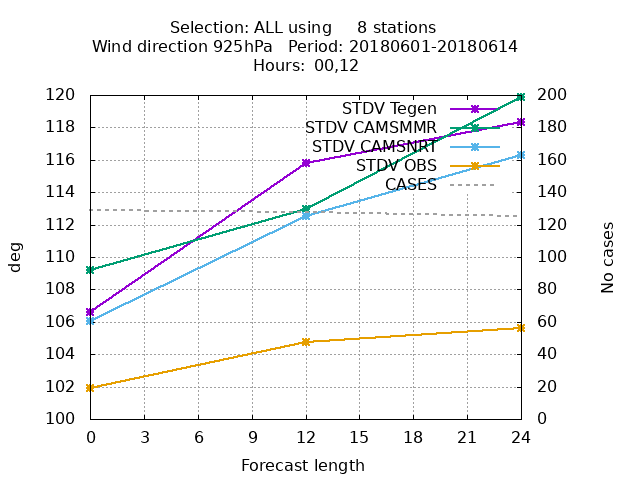 Selection: ALL using     8 stations
Wind direction 925hPa   Period: 20180601-20180614
Hours: 00,12
120
118
116
114
112
110
108
106
104
102
100
deg
STDV Tegen
STDV CAMSMMR
STDV CAMSNRT
STDV OBS
CASES
200
180
160
140
120
100
80
60
40
20
0
No cases
0 3 6 9 12 15 18 21 24
Forecast length